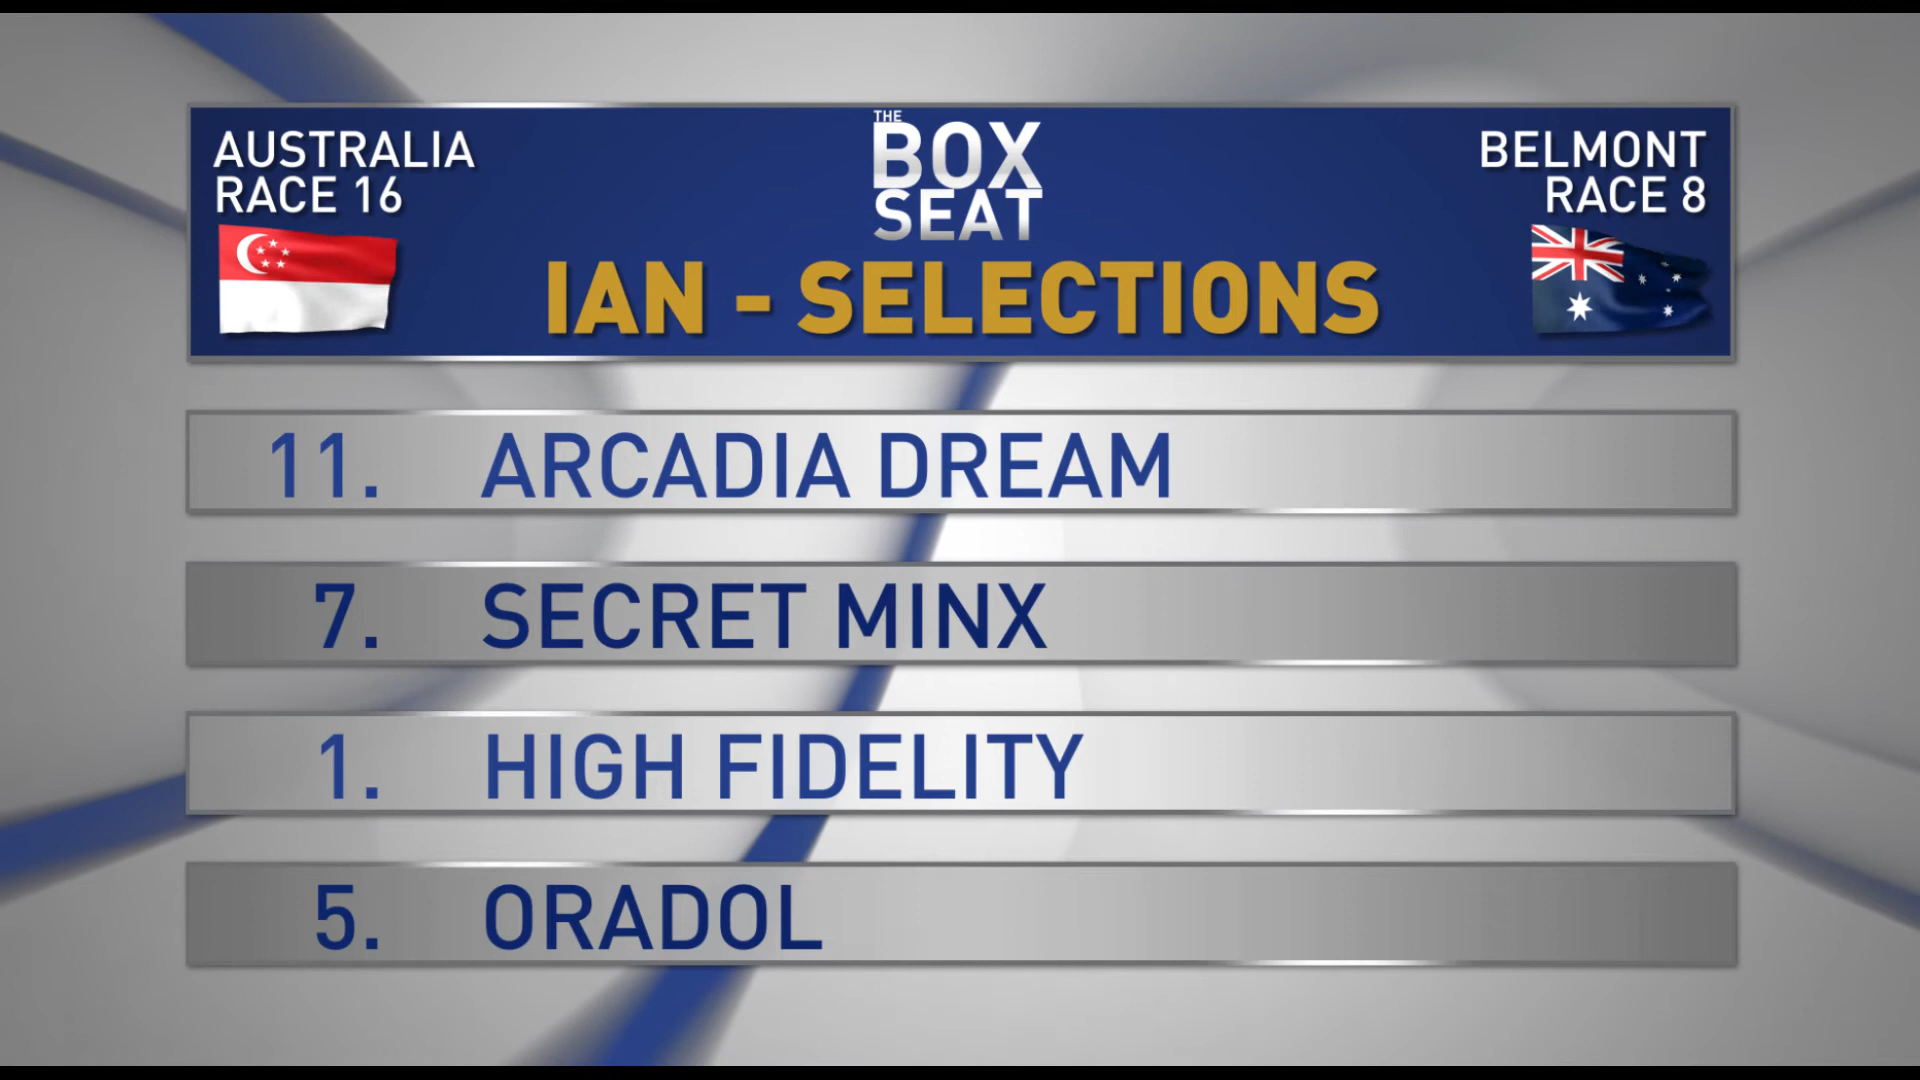 AUSTRALIA
RACE 16
THE
BOX
SEAT
BELMONT
RACE 8
IAN - SELECTIONS
11. ARCADIA DREAM
7. SECRET MINX
1. HIGH FIDELITY
5. ORADOL